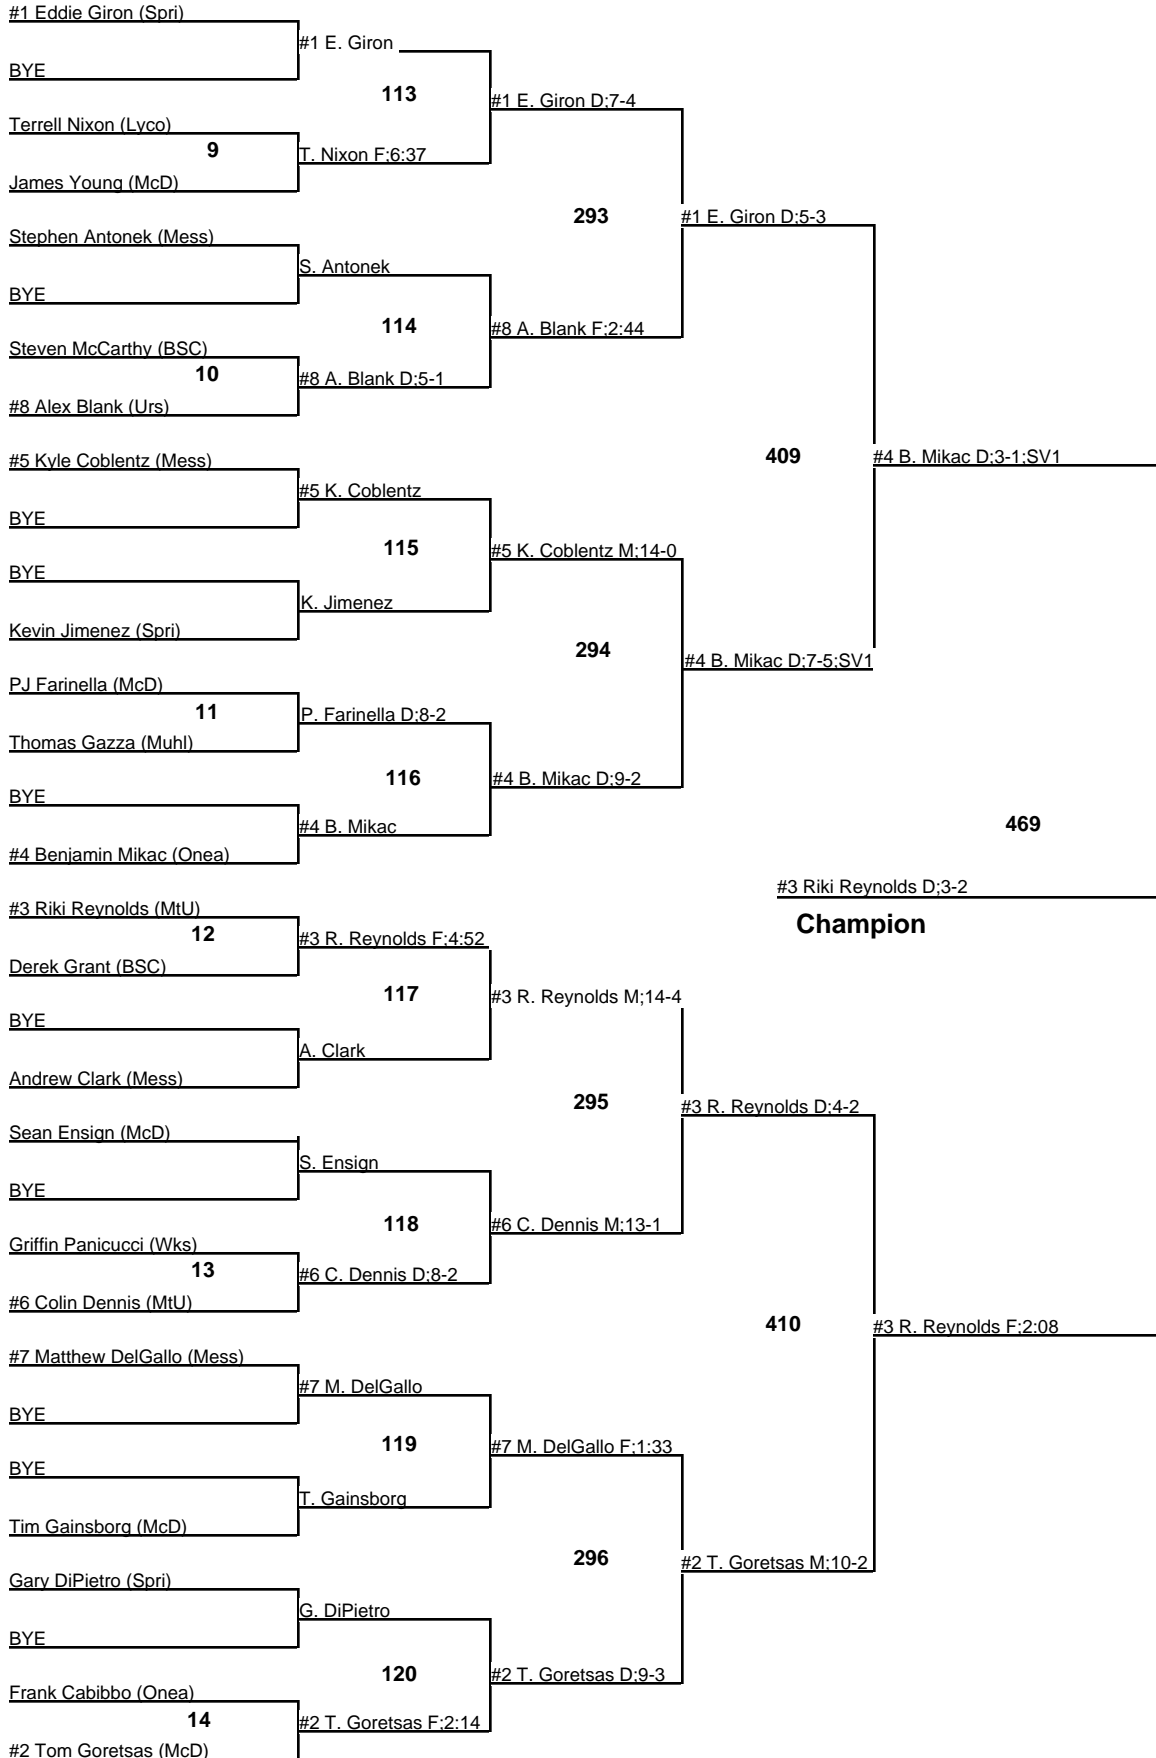 #1 Eddie Giron (Spri)
#1 E. Giron
BYE
113
#1 E. Giron D;7-4
Terrell Nixon (Lyco)
9
T. Nixon F;6:37
James Young (McD)
293
#1 E. Giron D;5-3
Stephen Antonek (Mess)
S. Antonek
BYE
114
#8 A. Blank F;2:44
Steven McCarthy (BSC)
10
#8 A. Blank D;5-1
#8 Alex Blank (Urs)
409
#4 B. Mikac D;3-1;SV1
#5 Kyle Coblentz (Mess)
#5 K. Coblentz
BYE
115
#5 K. Coblentz M;14-0
BYE
K. Jimenez
Kevin Jimenez (Spri)
294
#4 B. Mikac D;7-5;SV1
PJ Farinella (McD)
11
P. Farinella D;8-2
Thomas Gazza (Muhl)
116
#4 B. Mikac D;9-2
BYE
#4 B. Mikac
469
#4 Benjamin Mikac (Onea)
#3 Riki Reynolds D;3-2
Champion
#3 Riki Reynolds (MtU)
12
#3 R. Reynolds F;4:52
Derek Grant (BSC)
117
#3 R. Reynolds M;14-4
BYE
A. Clark
Andrew Clark (Mess)
295
#3 R. Reynolds D;4-2
Sean Ensign (McD)
S. Ensign
BYE
118
#6 C. Dennis M;13-1
Griffin Panicucci (Wks)
13
#6 C. Dennis D;8-2
#6 Colin Dennis (MtU)
410
#3 R. Reynolds F;2:08
#7 Matthew DelGallo (Mess)
#7 M. DelGallo
BYE
119
#7 M. DelGallo F;1:33
BYE
T. Gainsborg
Tim Gainsborg (McD)
296
#2 T. Goretsas M;10-2
Gary DiPietro (Spri)
G. DiPietro
BYE
120
#2 T. Goretsas D;9-3
Frank Cabibbo (Onea)
14
#2 T. Goretsas F;2:14
#2 Tom Goretsas (McD)